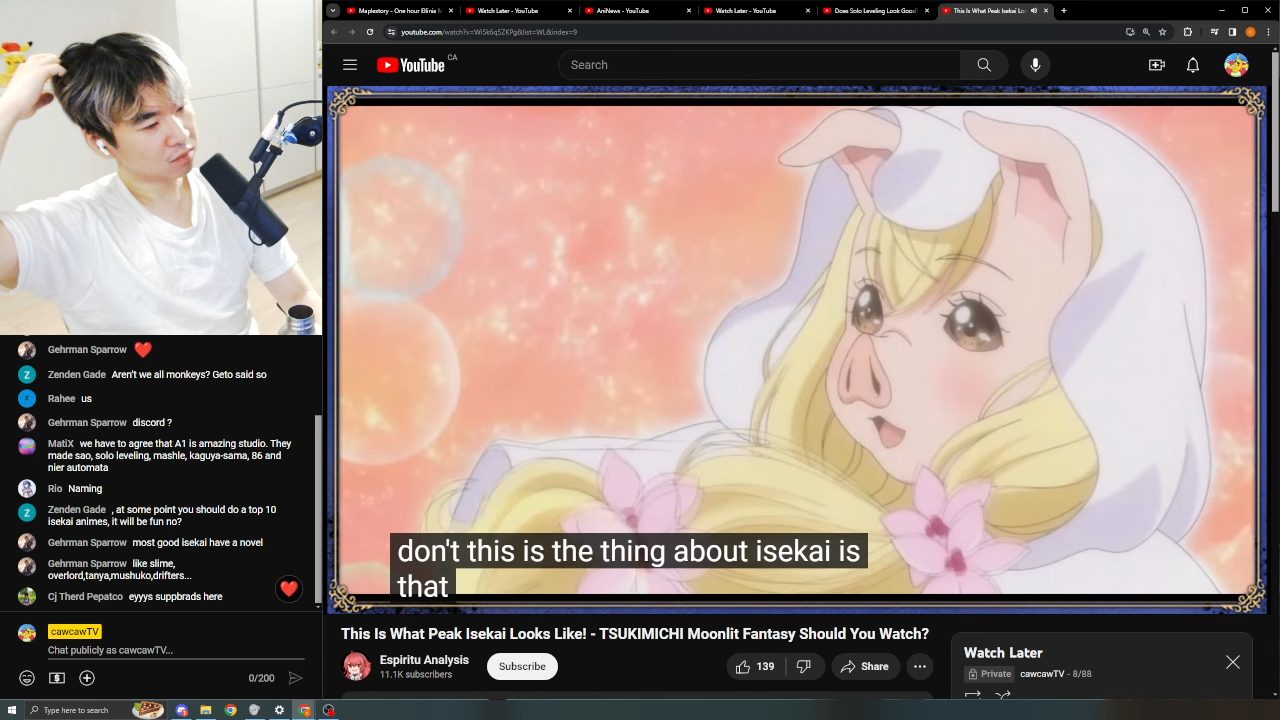 Maplestory - One hour Ellinia M
Watch Later - YouTube
AniNews - YouTube
Watch Later - YouTube
Does Solo Leveling Look Good?
This Is What Peak Isekai Lo
youtube.com/watch?v=Wi5k6q5ZKPg&list=WL&index=9
YouTube CA
Search
don't this is the thing about isekai is
that
Gehrman Sparrow ❤️
Zenden Gade Aren't we all monkeys? Geto said so
Rahee us
Gehrman Sparrow discord ?
MatiX we have to agree that A1 is amazing studio. They
made sao, solo leveling, mashle, kaguya-sama, 86 and
nier automata
Rio Naming
Zenden Gade , at some point you should do a top 10
isekai animes, it will be fun no?
Gehrman Sparrow most good isekai have a novel
Gehrman Sparrow like slime,
overlord,tanya,mushuko,drifters...
Cj Therd Pepatco eyyys suppbrads here
cawcawTV
Chat publicly as cawcawTV...
0/200
This Is What Peak Isekai Looks Like! - TSUKIMICHI Moonlit Fantasy Should You Watch?
Espiritu Analysis
11.1K subscribers
Subscribe
139
Share
Watch Later
Private cawcawTV - 8/88
Type here to search